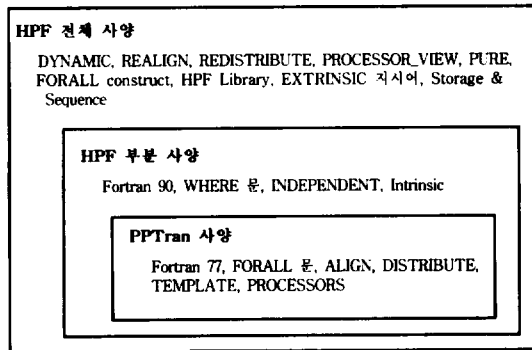 HPF 전체 사양
DYNAMIC, REALIGN, REDISTRIBUTE, PROCESSOR_VIEW, PURE,
FORALL construct, HPF Library, EXTRINSIC 지시어, Storage &
Sequence
HPF 부분 사양
Fortran 90, WHERE 문, INDEPENDENT, Intrinsic
PPTran 사양
Fortran 77, FORALL 문, ALIGN, DISTRIBUTE,
TEMPLATE, PROCESSORS